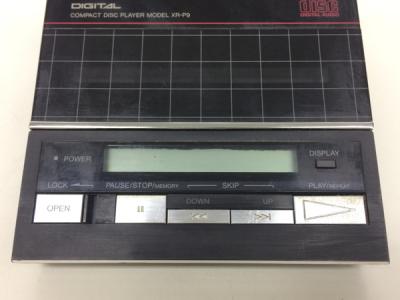 DIGITAL
COMPACT DISC PLAYER MODEL XR-P9
DISC
DIGITAL AUDIO
POWER
DISPLAY
LOCK
PAUSE/STOP/MEMORY
SKIP
PLAY/REPEAT
OPEN
DOWN
UP